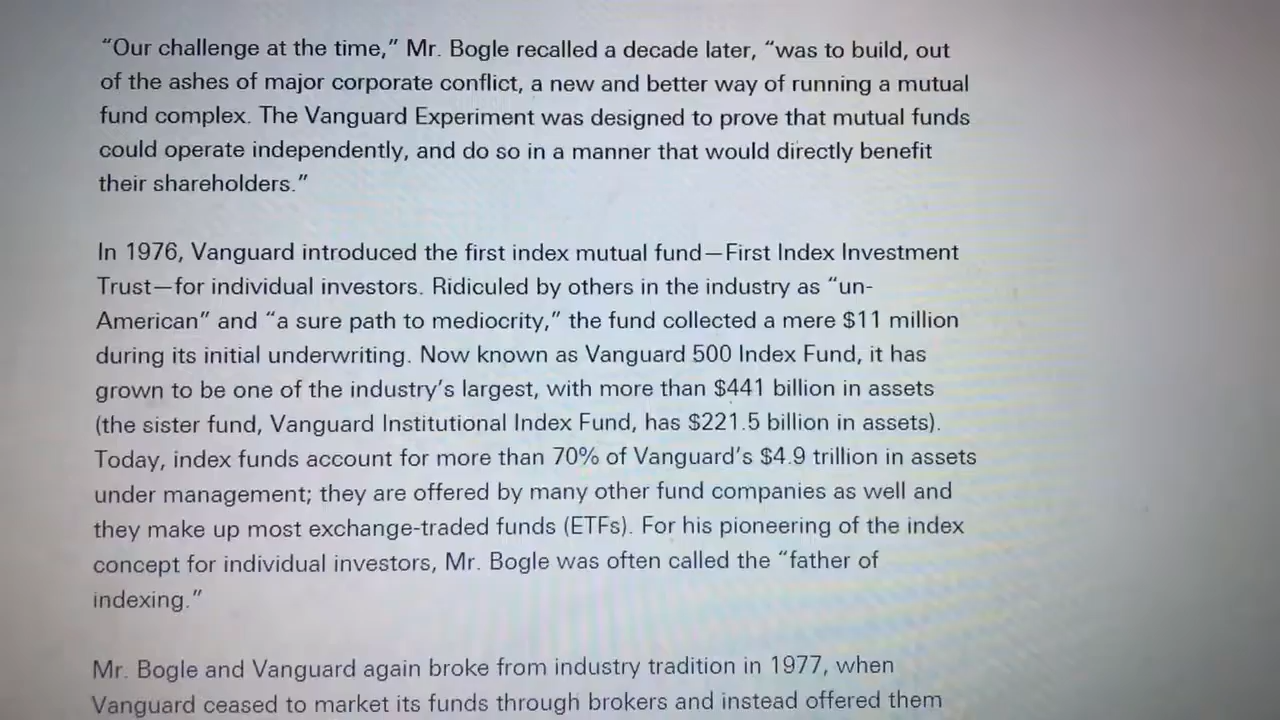 “Our challenge at the time,” Mr. Bogle recalled a decade later, “was to build, out
of the ashes of major corporate conflict, a new and better way of running a mutual
fund complex. The Vanguard Experiment was designed to prove that mutual funds
could operate independently, and do so in a manner that would directly benefit
their shareholders.”
In 1976, Vanguard introduced the first index mutual fund—First Index Investment
Trust—for individual investors. Ridiculed by others in the industry as “un-
American” and “a sure path to mediocrity,” the fund collected a mere $11 million
during its initial underwriting. Now known as Vanguard 500 Index Fund, it has
grown to be one of the industry’s largest, with more than $441 billion in assets
(the sister fund, Vanguard Institutional Index Fund, has $221.5 billion in assets).
Today, index funds account for more than 70% of Vanguard’s $4.9 trillion in assets
under management; they are offered by many other fund companies as well and
they make up most exchange-traded funds (ETFs). For his pioneering of the index
concept for individual investors, Mr. Bogle was often called the “father of
indexing.”
Mr. Bogle and Vanguard again broke from industry tradition in 1977, when
Vanguard ceased to market its funds through brokers and instead offered them